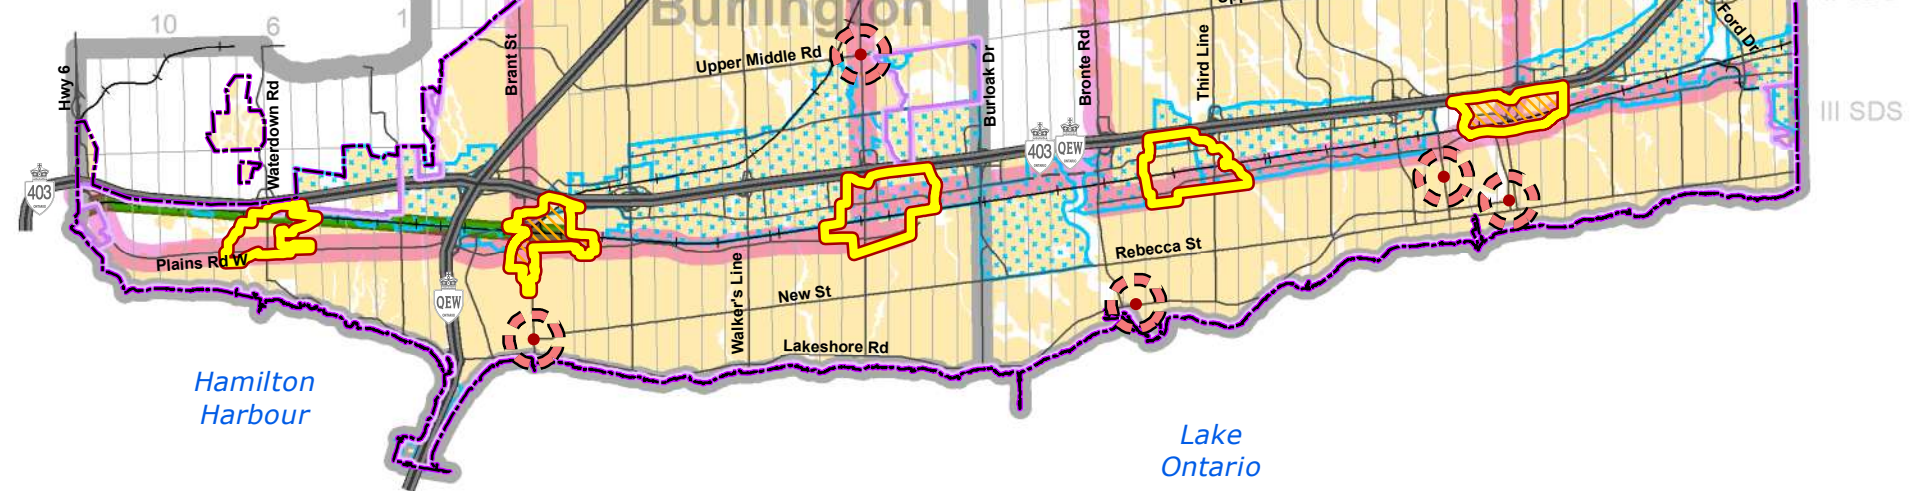 Burlington
10
6
1
Hwy 6
Waterdown Rd
Brant St
Upper Middle Rd
Burloak Dr
Bronte Rd
Third Line
Ford Dr
III SDS
403
403
QEW
Plains Rd W
QEW
Walker's Line
New St
Rebecca St
Lakeshore Rd
Hamilton
Harbour
Lake
Ontario